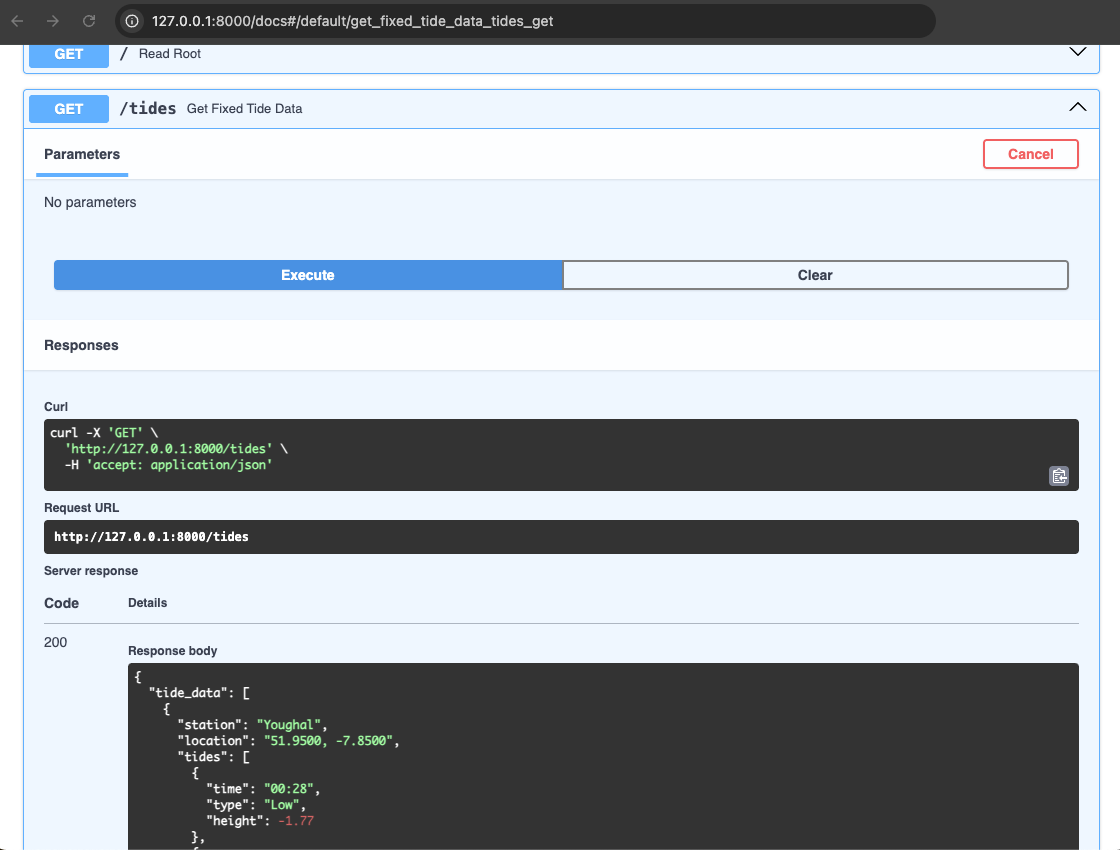 127.0.0.1:8000/docs#/default/get_fixed_tide_data_tides_get
GET / Read Root
GET /tides Get Fixed Tide Data
Parameters
Cancel
No parameters
Execute
Clear
Responses
Curl
curl -X 'GET' \
'http://127.0.0.1:8000/tides' \
-H 'accept: application/json'
Request URL
http://127.0.0.1:8000/tides
Server response
Code Details
200
Response body
{
"tide_data": [
{
"station": "Youghal",
"location": "51.9500, -7.8500",
"tides": [
{
"time": "00:28",
"type": "Low",
"height": -1.77
},